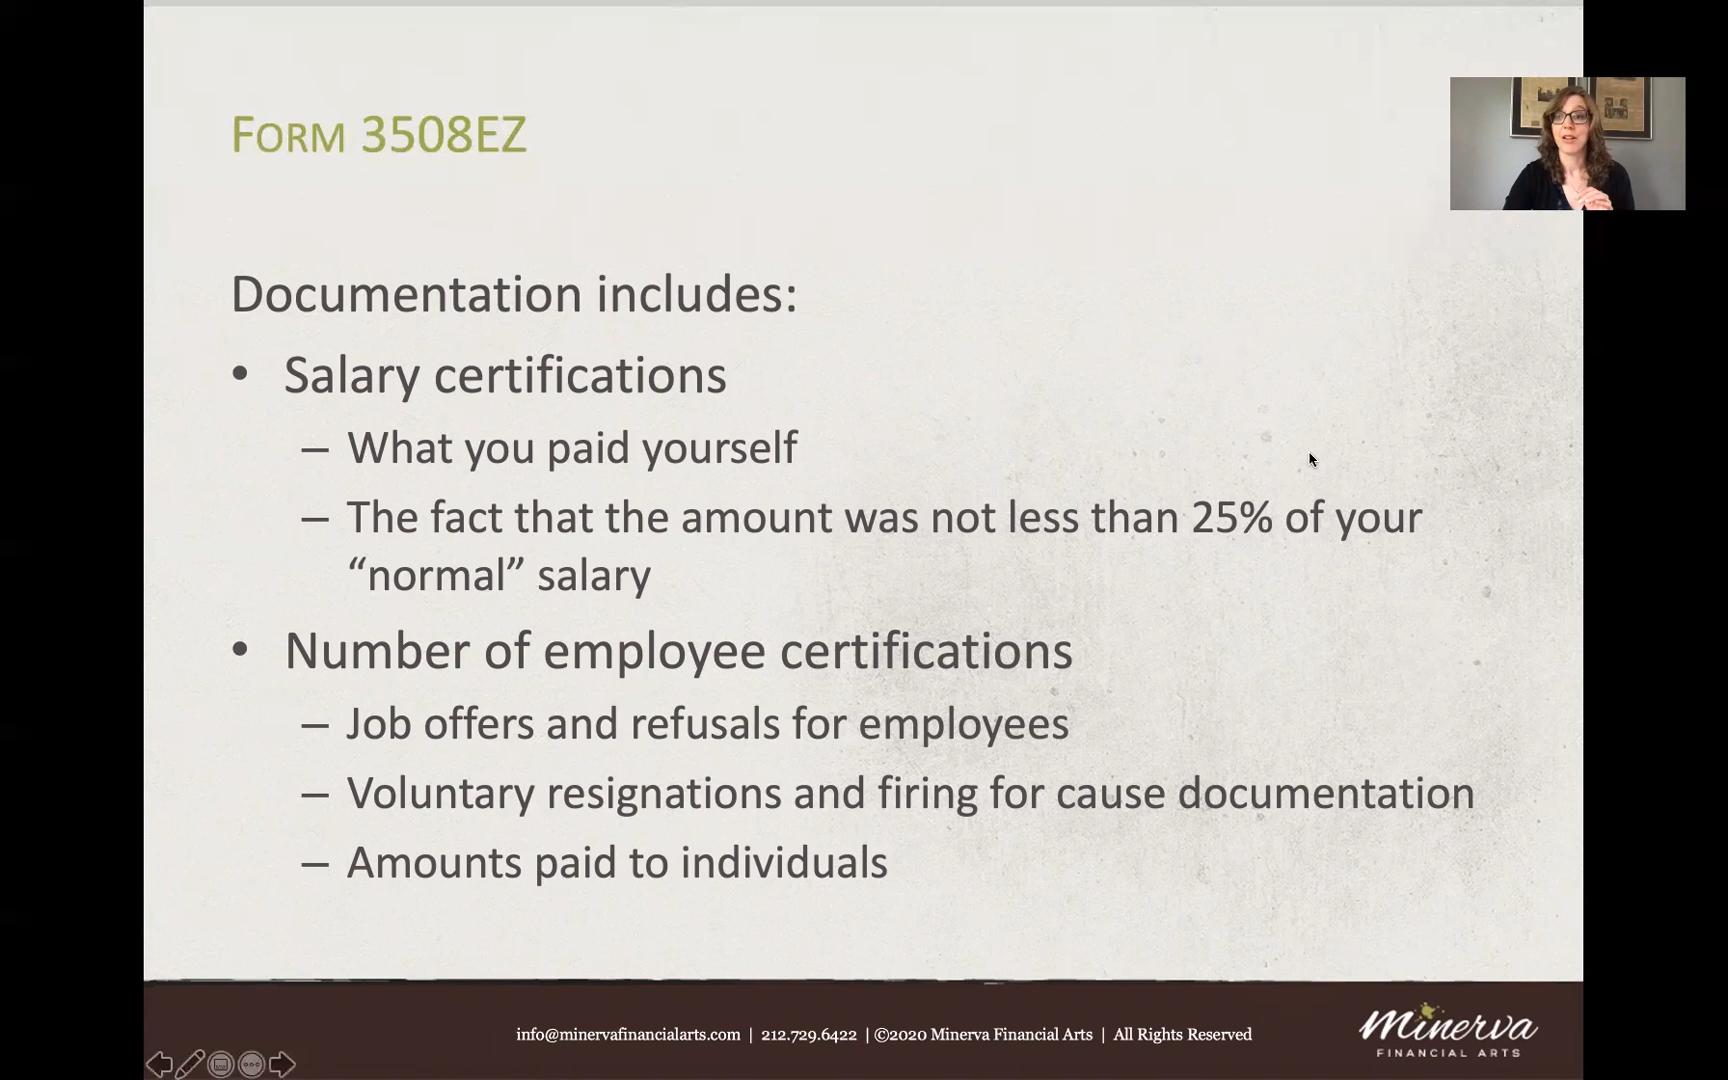 FORM 3508EZ
Documentation includes:
• Salary certifications
– What you paid yourself
– The fact that the amount was not less than 25% of your
“normal” salary
• Number of employee certifications
– Job offers and refusals for employees
– Voluntary resignations and firing for cause documentation
– Amounts paid to individuals
info@minervafinancialarts.com | 212.729.6422 | ©2020 Minerva Financial Arts | All Rights Reserved
Minerva
FINANCIAL ARTS